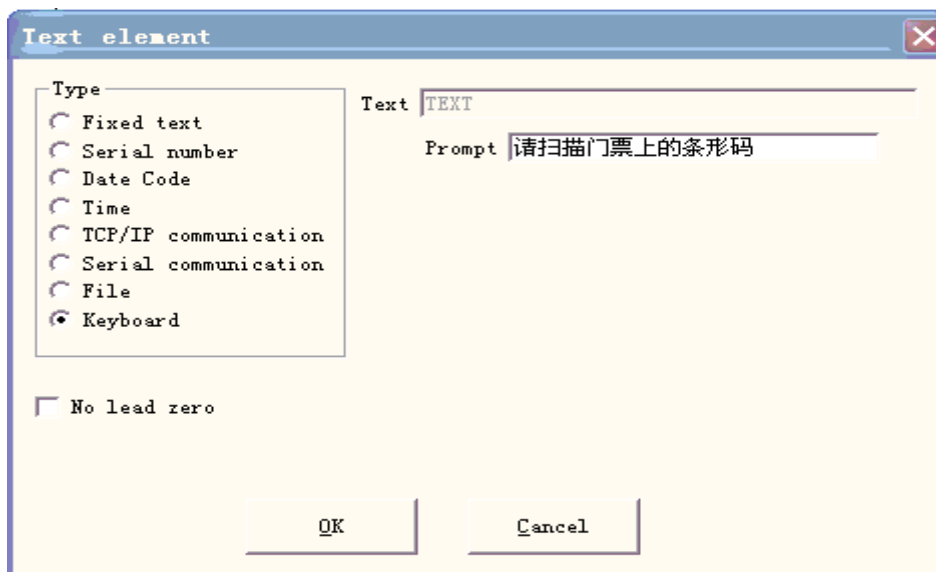 Text element
Type
Fixed text
Serial number
Date Code
Time
TCP/IP communication
Serial communication
File
Keyboard
Text TEXT
Prompt 请扫描门票上的条形码
No lead zero
OK Cancel